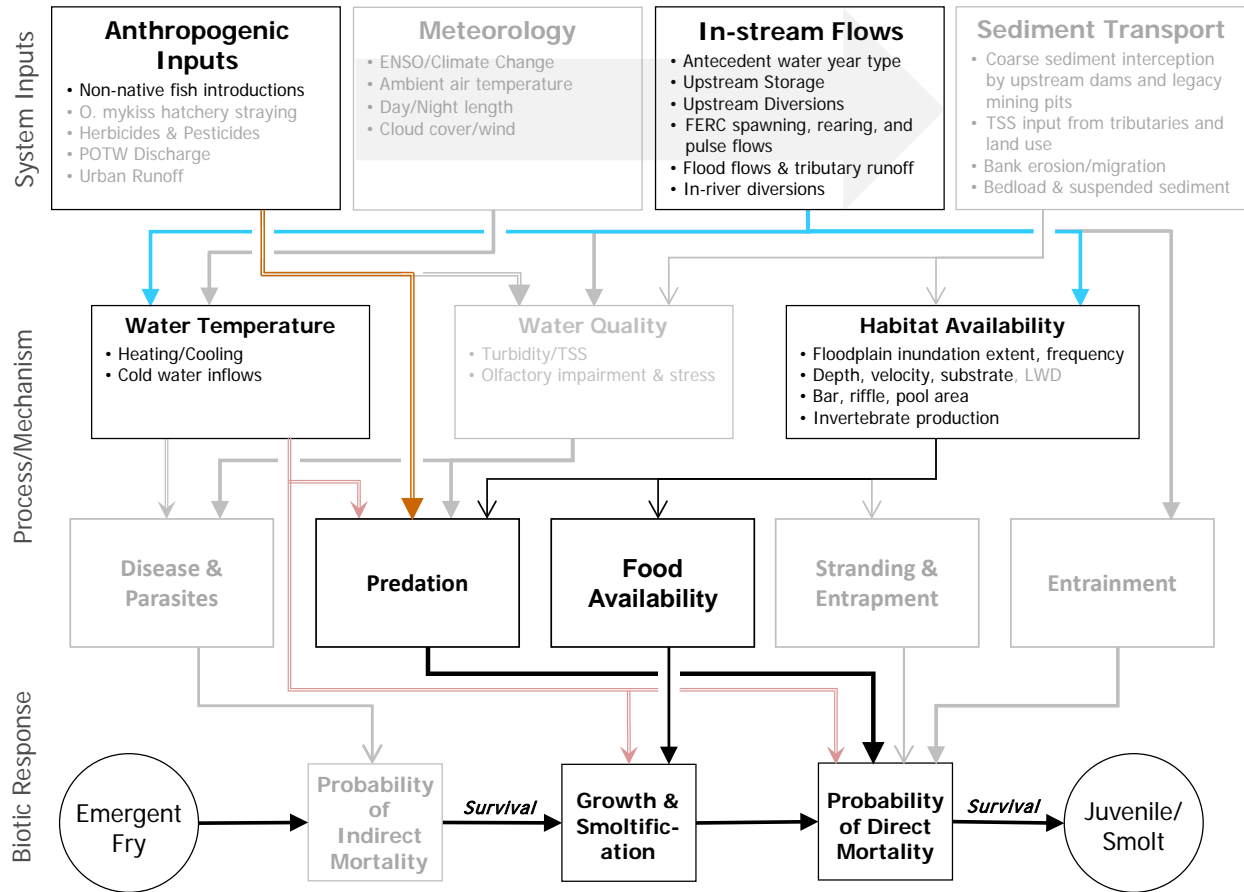 System Inputs
Anthropogenic
Inputs
• Non-native fish introductions
• O. mykiss hatchery straying
• Herbicides & Pesticides
• POTW Discharge
• Urban Runoff
Meteorology
• ENSO/Climate Change
• Ambient air temperature
• Day/Night length
• Cloud cover/wind
In-stream Flows
• Antecedent water year type
• Upstream Storage
• Upstream Diversions
• FERC spawning, rearing, and
pulse flows
• Flood flows & tributary runoff
• In-river diversions
Sediment Transport
• Coarse sediment interception
by upstream dams and legacy
mining pits
• TSS input from tributaries and
land use
• Bank erosion/migration
• Bedload & suspended sediment
Process/Mechanism
Water Temperature
• Heating/Cooling
• Cold water inflows
Water Quality
• Turbidity/TSS
• Olfactory impairment & stress
Habitat Availability
• Floodplain inundation extent, frequency
• Depth, velocity, substrate, LWD
• Bar, riffle, pool area
• Invertebrate production
Disease &
Parasites
Predation
Food
Availability
Stranding &
Entrapment
Entrainment
Biotic Response
Emergent
Fry
Probability
of
Indirect
Mortality
Survival
Growth &
Smoltific-
ation
Probability
of Direct
Mortality
Survival
Juvenile/
Smolt